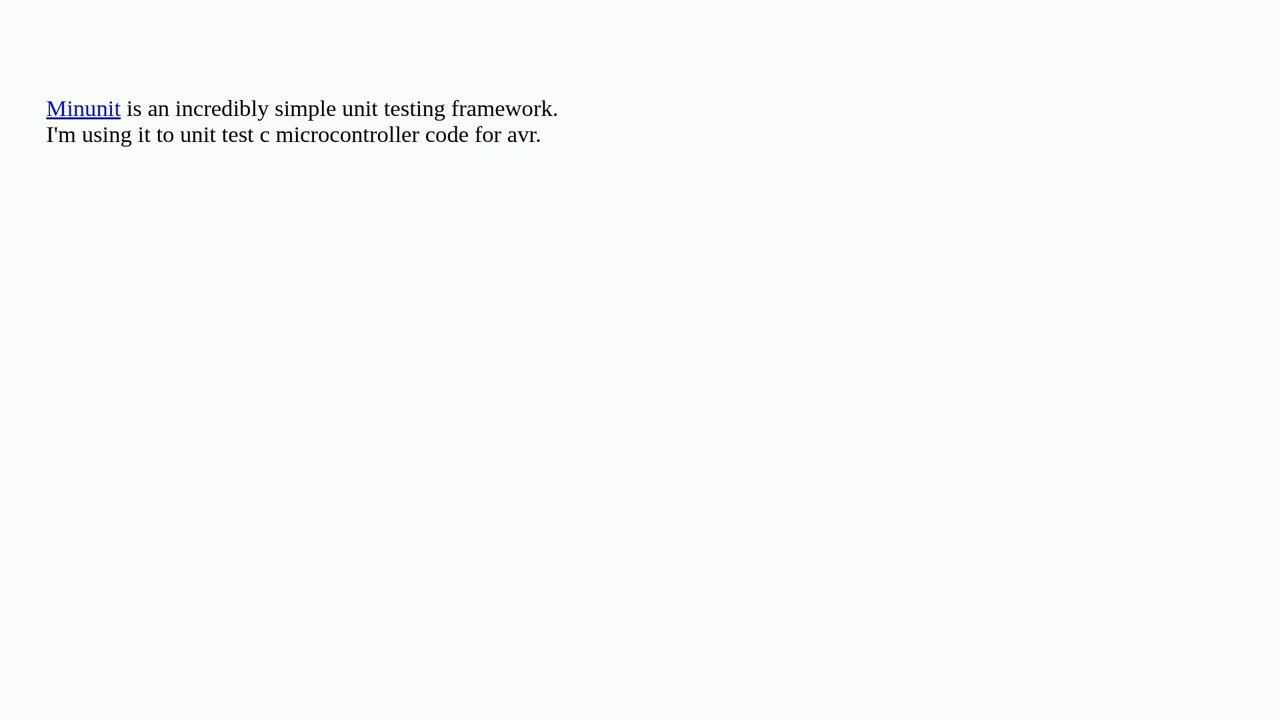 Minunit is an incredibly simple unit testing framework.
I'm using it to unit test c microcontroller code for avr.